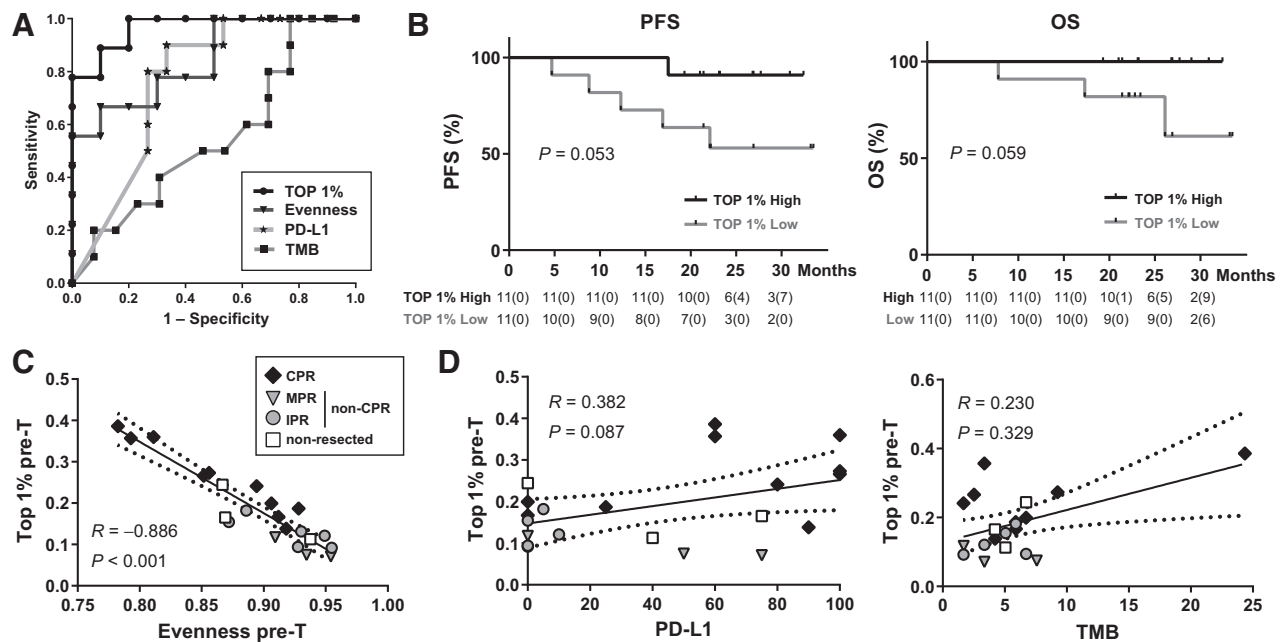 A
1.0
0.8
0.6
0.4
0.2
0.0
Sensitivity
0.0 0.2 0.4 0.6 0.8 1.0
1 – Specificity
TOP 1%
Evenness
PD-L1
TMB
B
PFS
100
50
0
PFS (%)
P = 0.053
TOP 1% High
TOP 1% Low
0 5 10 15 20 25 30 Months
TOP 1% High 11(0) 11(0) 11(0) 11(0) 10(0) 6(4) 3(7)
TOP 1% Low 11(0) 10(0) 9(0) 8(0) 7(0) 3(0) 2(0)
OS
100
50
0
OS (%)
P = 0.059
TOP 1% High
TOP 1% Low
0 5 10 15 20 25 30 Months
High 11(0) 11(0) 11(0) 11(0) 10(1) 6(5) 2(9)
Low 11(0) 11(0) 10(0) 10(0) 9(0) 9(0) 2(6)
C
CPR
MPR
IPR
non-CPR
non-resected
0.5
0.4
0.3
0.2
0.1
0.0
Top 1% pre-T
R = –0.886
P < 0.001
0.75 0.80 0.85 0.90 0.95 1.00
Evenness pre-T
D
0.5
0.4
0.3
0.2
0.1
0.0
Top 1% pre-T
R = 0.382
P = 0.087
0 20 40 60 80 100
PD-L1
0.6
0.4
0.2
0.0
Top 1% pre-T
R = 0.230
P = 0.329
0 5 10 15 20 25
TMB